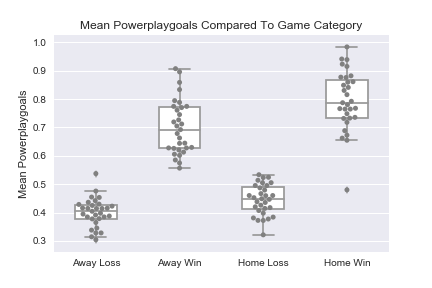 Mean Powerplaygoals Compared To Game Category
Mean Powerplaygoals
1.0
0.9
0.8
0.7
0.6
0.5
0.4
0.3
Away Loss Away Win Home Loss Home Win